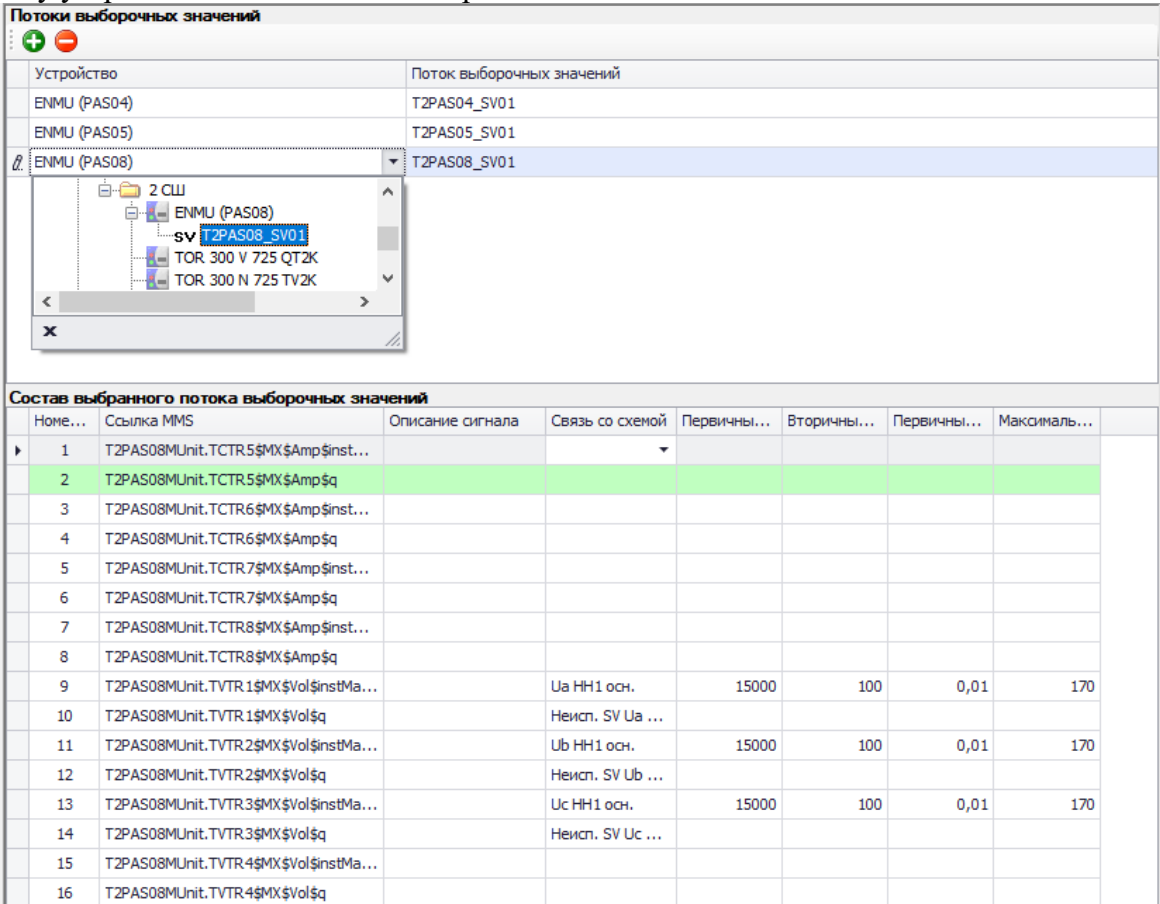 Потоки выборочных значений
Устройство Поток выборочных значений
ENMU (PAS04) T2PAS04_SV01
ENMU (PAS05) T2PAS05_SV01
ENMU (PAS08) T2PAS08_SV01
2 СШ
ENMU (PAS08)
SV T2PAS08_SV01
TOR 300 V 725 QT2K
TOR 300 N 725 TV2K
x
Состав выбранного потока выборочных значений
Номе... Ссылка MMS Описание сигнала Связь со схемой Первичны... Вторичны... Первичны... Максималь...
1 T2PAS08MUnit.TCTR5$MX$Amp$inst...
2 T2PAS08MUnit.TCTR5$MX$Amp$q
3 T2PAS08MUnit.TCTR6$MX$Amp$inst...
4 T2PAS08MUnit.TCTR6$MX$Amp$q
5 T2PAS08MUnit.TCTR7$MX$Amp$inst...
6 T2PAS08MUnit.TCTR7$MX$Amp$q
7 T2PAS08MUnit.TCTR8$MX$Amp$inst...
8 T2PAS08MUnit.TCTR8$MX$Amp$q
9 T2PAS08MUnit.TVTR1$MX$Vol$instMa... Ua НН1 осн. 15000 100 0,01 170
10 T2PAS08MUnit.TVTR1$MX$Vol$q Неисп. SV Ua ...
11 T2PAS08MUnit.TVTR2$MX$Vol$instMa... Ub НН1 осн. 15000 100 0,01 170
12 T2PAS08MUnit.TVTR2$MX$Vol$q Неисп. SV Ub ...
13 T2PAS08MUnit.TVTR3$MX$Vol$instMa... Uc НН1 осн. 15000 100 0,01 170
14 T2PAS08MUnit.TVTR3$MX$Vol$q Неисп. SV Uc ...
15 T2PAS08MUnit.TVTR4$MX$Vol$instMa...
16 T2PAS08MUnit.TVTR4$MX$Vol$q